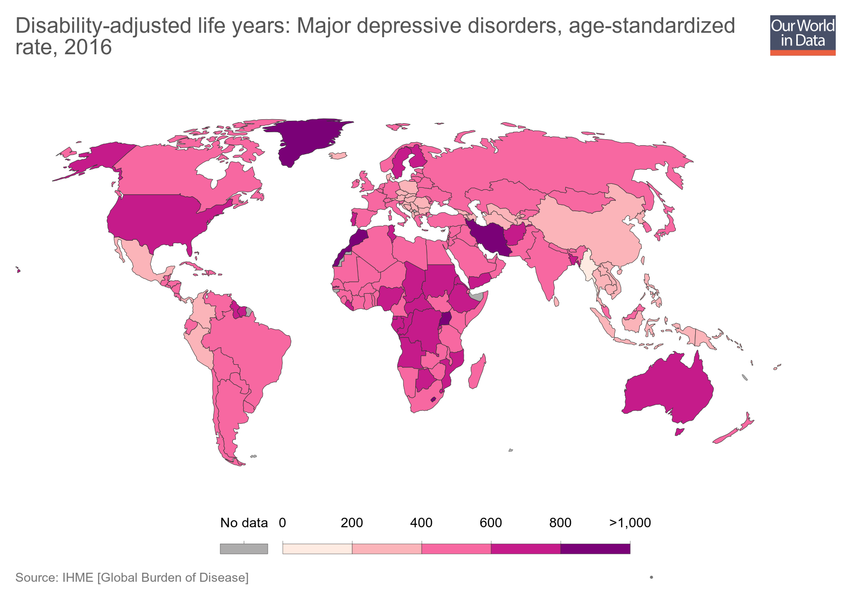 Disability-adjusted life years: Major depressive disorders, age-standardized
rate, 2016
Our World
in Data
No data 0 200 400 600 800 >1,000
Source: IHME [Global Burden of Disease]